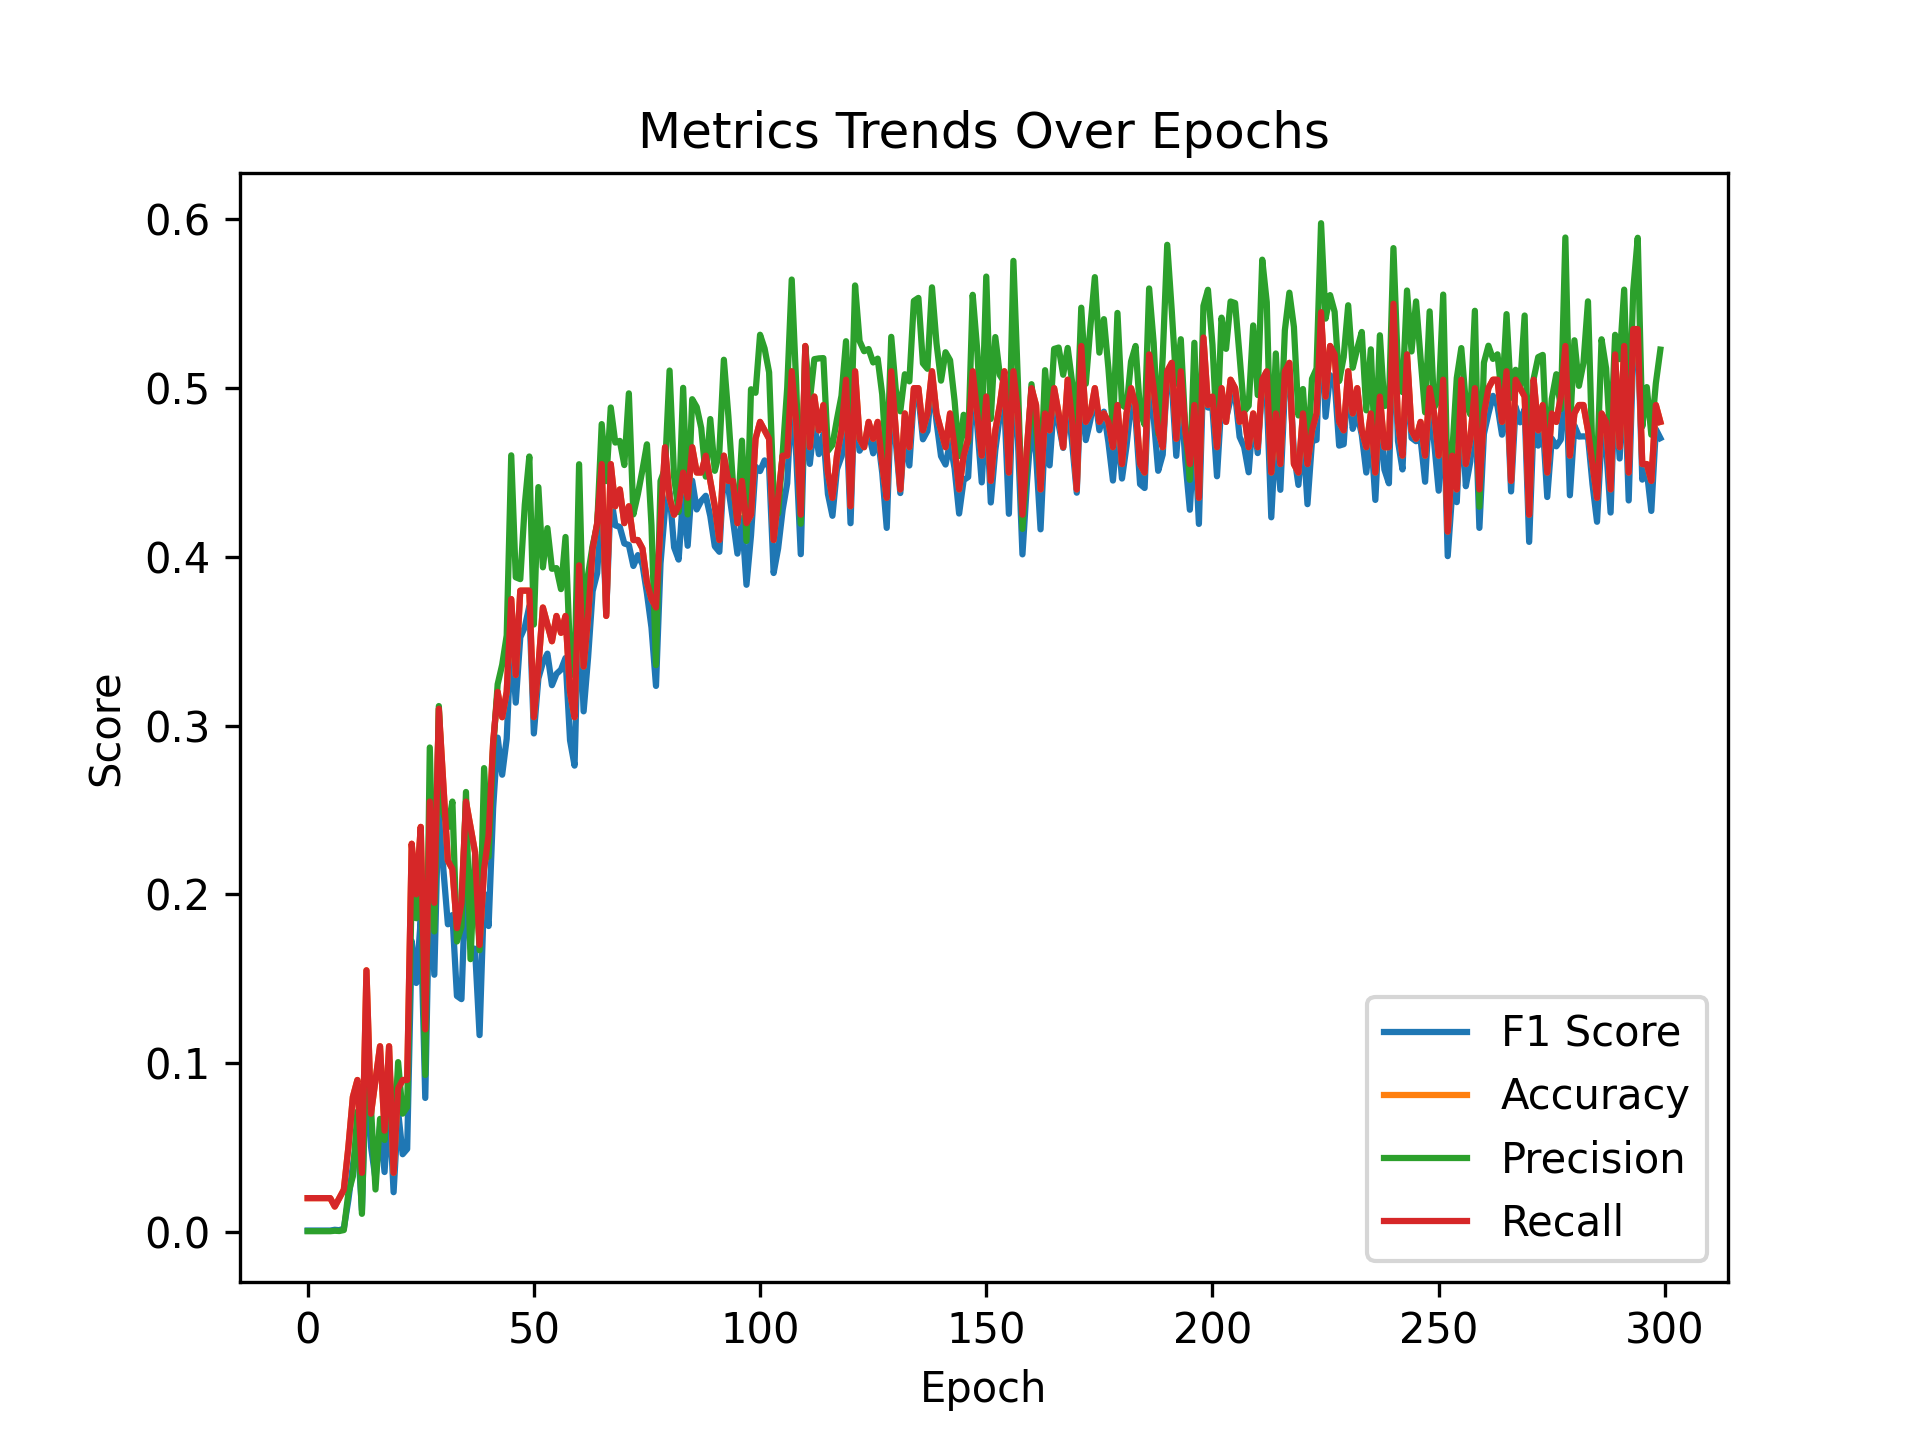 Metrics Trends Over Epochs
0.6
0.5
0.4
0.3
0.2
0.1
0.0
Score
F1 Score
Accuracy
Precision
Recall
0 50 100 150 200 250 300
Epoch